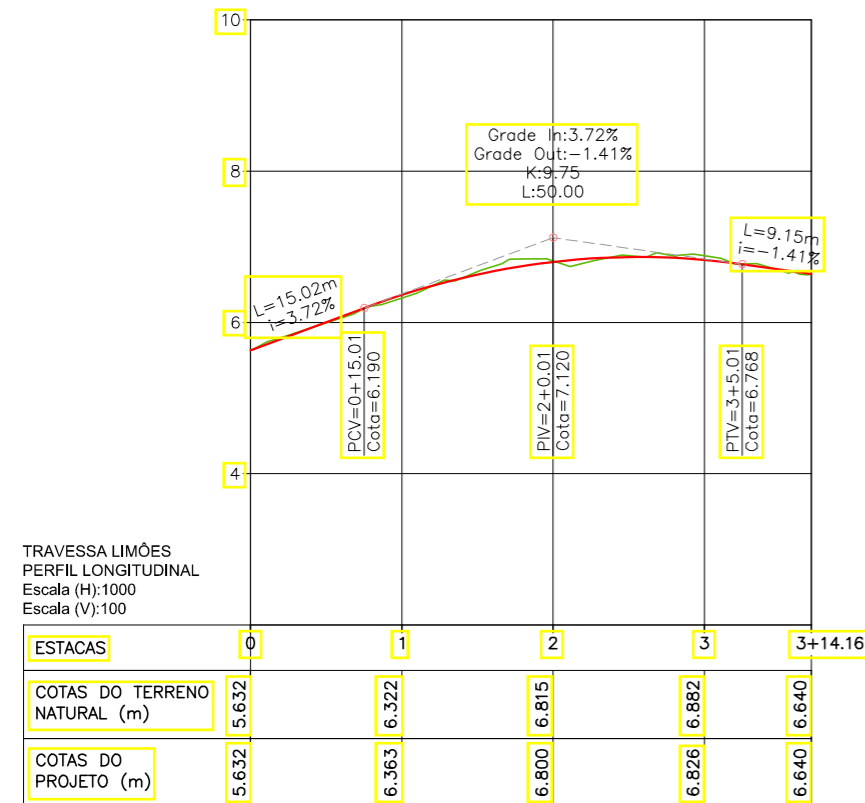 10
8
6
4
Grade In:3.72%
Grade Out:-1.41%
K:9.75
L:50.00
L=15.02m
i=3.72%
L=9.15m
i=-1.41%
PCV=0+15.01
Cota=6.190
PIV=2+0.01
Cota=7.120
PTV=3+5.01
Cota=6.768
TRAVESSA LIMÕES
PERFIL LONGITUDINAL
Escala (H):1000
Escala (V):100
ESTACAS 0 1 2 3 3+14.16
COTAS DO TERRENO
NATURAL (m) 5.632 6.322 6.815 6.882 6.640
COTAS DO
PROJETO (m) 5.632 6.363 6.800 6.826 6.640